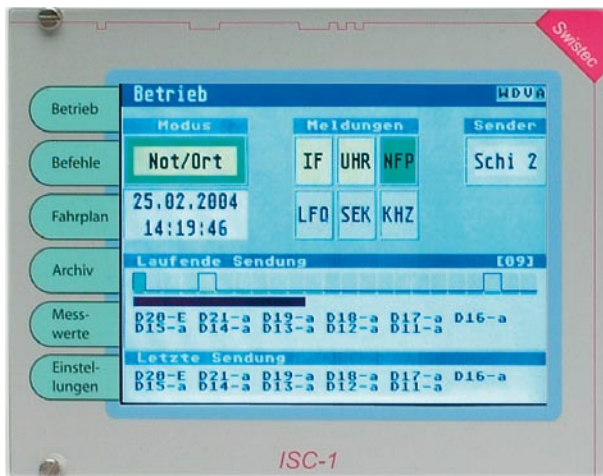 Swistec
Betrieb
Befehle
Fahrplan
Archiv
Mess-
werte
Einstel-
lungen
Betrieb WDVA
Modus Meldungen Sender
Not/Ort IF UHR NFP Schi 2
25.02.2004
14:19:46 LFO SEK KHZ
Laufende Sendung [09]
D20-E D21-a D19-a D18-a D17-a D16-a
D15-a D14-a D13-a D12-a D11-a
Letzte Sendung
D20-E D21-a D19-a D18-a D17-a D16-a
D15-a D14-a D13-a D12-a D11-a
ISC-1